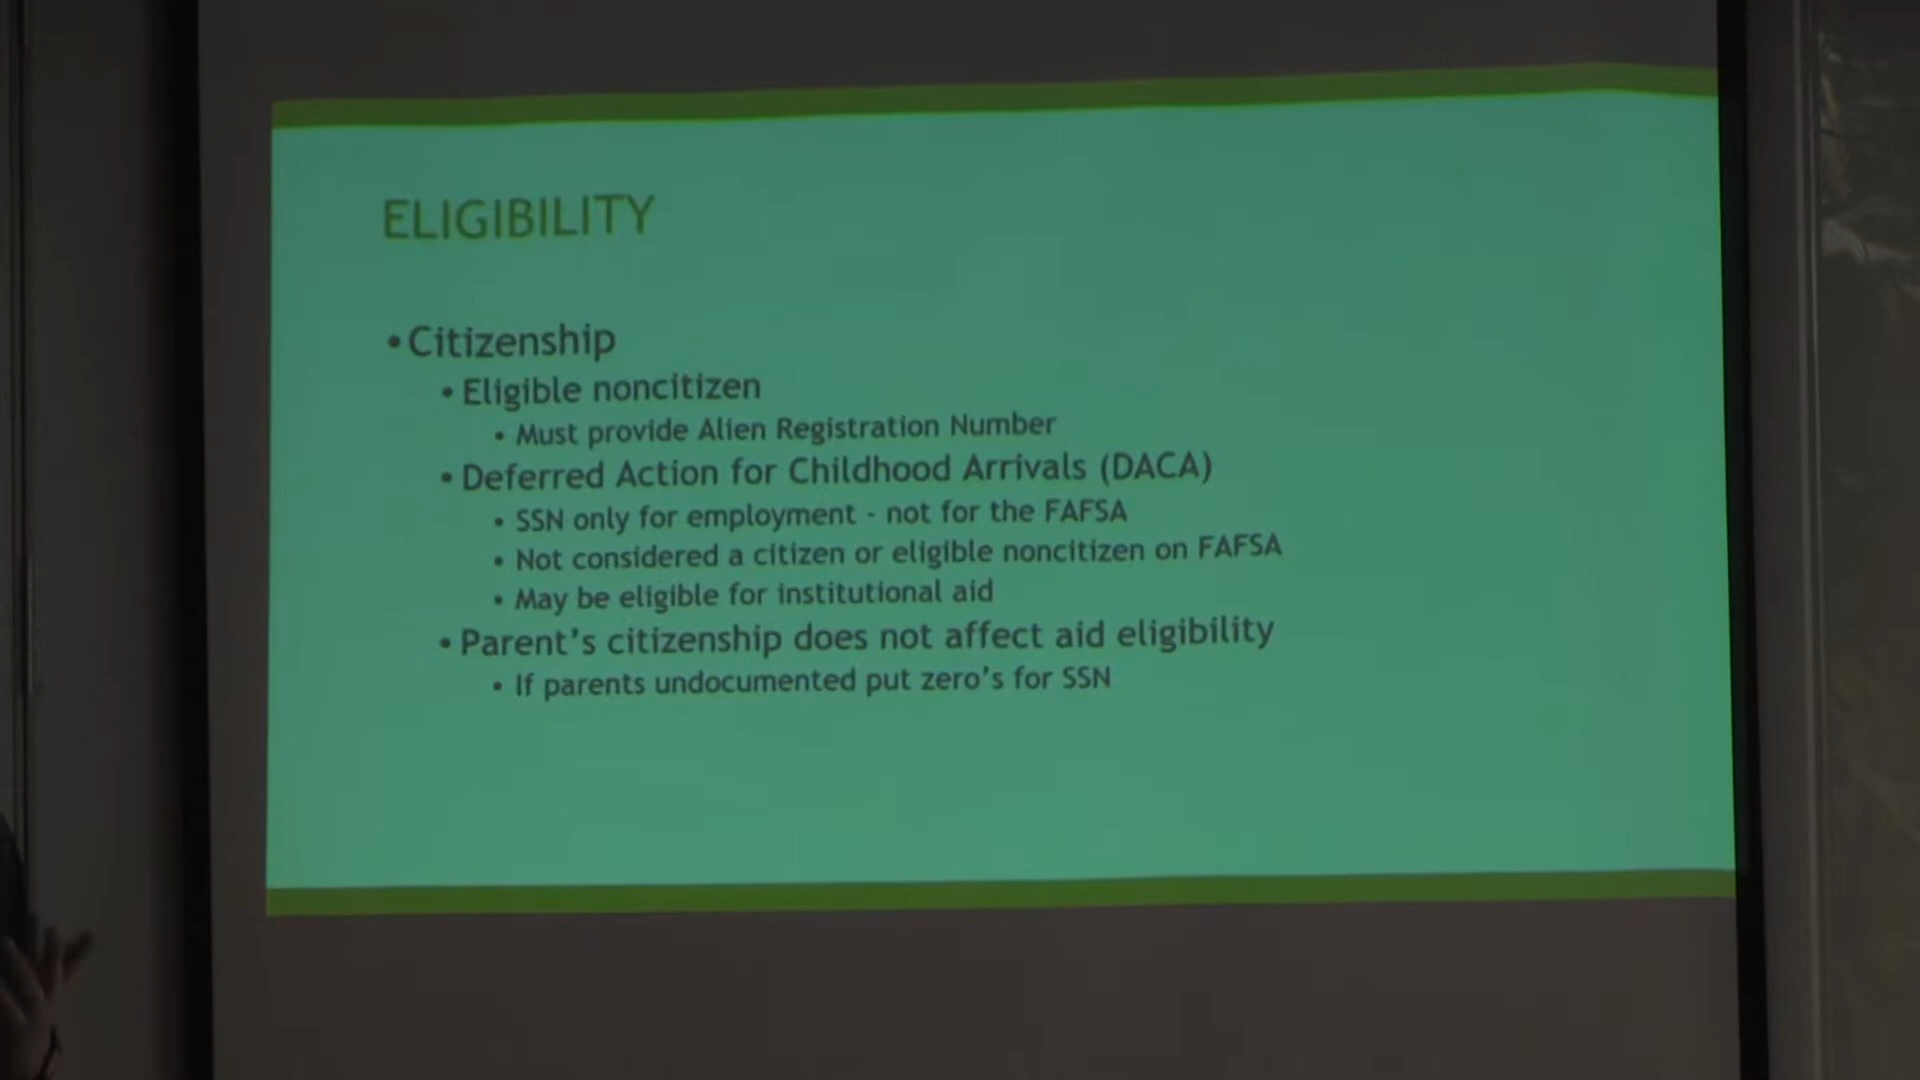 ELIGIBILITY
• Citizenship
• Eligible noncitizen
• Must provide Alien Registration Number
• Deferred Action for Childhood Arrivals (DACA)
• SSN only for employment - not for the FAFSA
• Not considered a citizen or eligible noncitizen on FAFSA
• May be eligible for institutional aid
• Parent’s citizenship does not affect aid eligibility
• If parents undocumented put zero’s for SSN